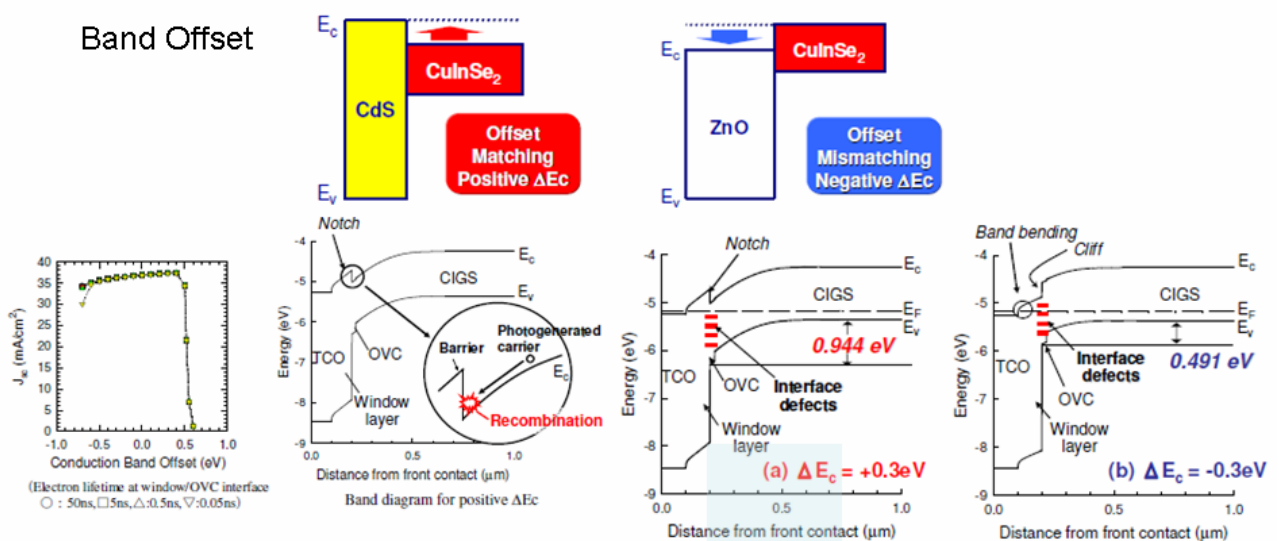 Band Offset
Ec
CdS
Ev
CuInSe2
Offset
Matching
Positive ΔEc
Ec
ZnO
Ev
CuInSe2
Offset
Mismatching
Negative ΔEc
Jsc (mA/cm2)
40
35
30
25
20
15
10
5
0
-1.0
-0.5
0.0
0.5
1.0
Conduction Band Offset (eV)
(Electron lifetime at window/OVC interface
○ : 50ns, □5ns, △:0.5ns, ▽:0.05ns)
Notch
Energy (eV)
-4
-5
-6
-7
-8
-9
Ec
CIGS
Ev
TCO
OVC
Window
layer
Barrier
Photogenerated
carrier
Ec
Recombination
0.0
0.5
1.0
Distance from front contact (μm)
Band diagram for positive ΔEc
Notch
Energy (eV)
-4
-5
-6
-7
-8
-9
Ec
CIGS
EF
Ev
0.944 eV
TCO
OVC
Interface
defects
Window
layer
(a) Δ Ec = +0.3eV
0.0
0.5
1.0
Distance from front contact (μm)
Band bending
Cliff
Energy (eV)
-4
-5
-6
-7
-8
-9
Ec
CIGS
EF
Ev
0.491 eV
TCO
Interface
defects
OVC
Window
layer
(b) Δ Ec = -0.3eV
0.0
0.5
1.0
Distance from front contact (μm)